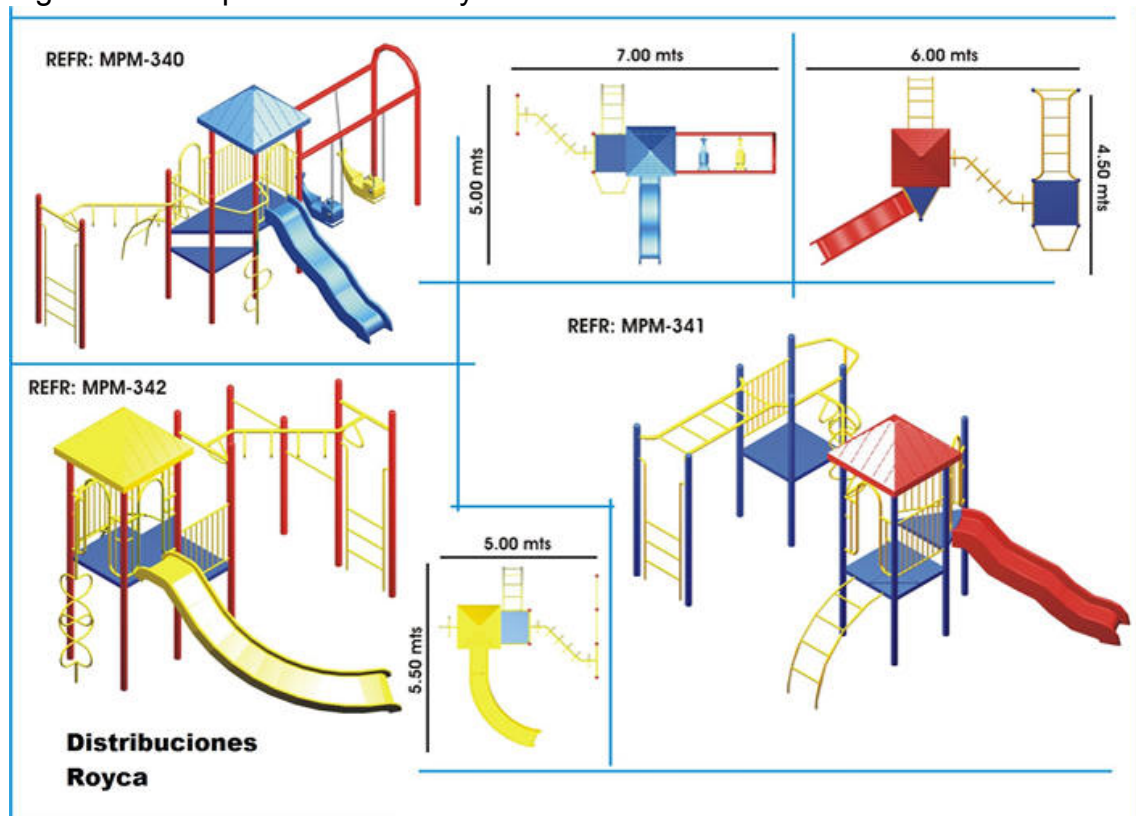 REFR: MPM-340
7.00 mts
5.00 mts
6.00 mts
4.50 mts
REFR: MPM-341
REFR: MPM-342
5.00 mts
5.50 mts
Distribuciones
Royca